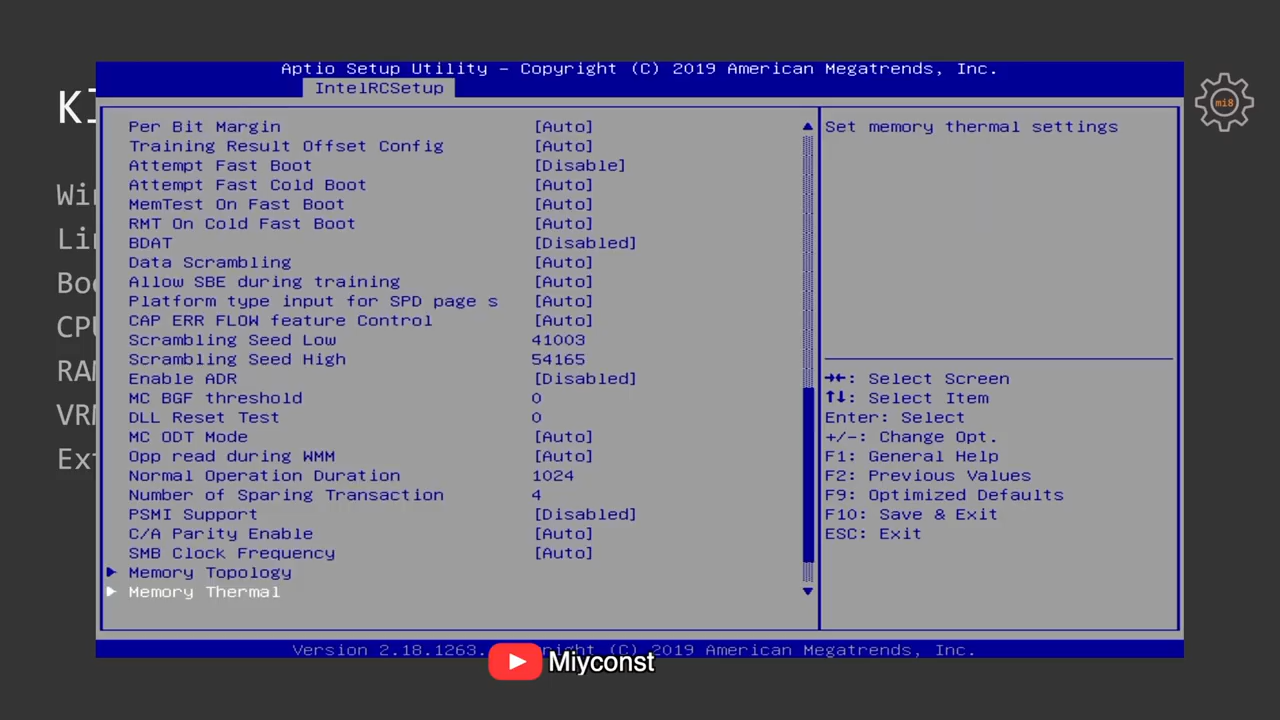 Aptio Setup Utility – Copyright (C) 2019 American Megatrends, Inc.
IntelRCSetup
mi8
Per Bit Margin [Auto]
Training Result Offset Config [Auto]
Attempt Fast Boot [Disable]
Attempt Fast Cold Boot [Auto]
MemTest On Fast Boot [Auto]
RMT On Cold Fast Boot [Auto]
BDAT [Disabled]
Data Scrambling [Auto]
Allow SBE during training [Auto]
Platform type input for SPD page s [Auto]
CAP ERR FLOW feature Control [Auto]
Scrambling Seed Low 41003
Scrambling Seed High 54165
Enable ADR [Disabled]
MC BGF threshold 0
DLL Reset Test 0
MC ODT Mode [Auto]
Opp read during WMM [Auto]
Normal Operation Duration 1024
Number of Sparing Transaction 4
PSMI Support [Disabled]
C/A Parity Enable [Auto]
SMB Clock Frequency [Auto]
Memory Topology
Memory Thermal
Set memory thermal settings
→←: Select Screen
↑↓: Select Item
Enter: Select
+/-: Change Opt.
F1: General Help
F2: Previous Values
F9: Optimized Defaults
F10: Save & Exit
ESC: Exit
Version 2.18.1263. (C) 2019 American Megatrends, Inc.
Miyconst